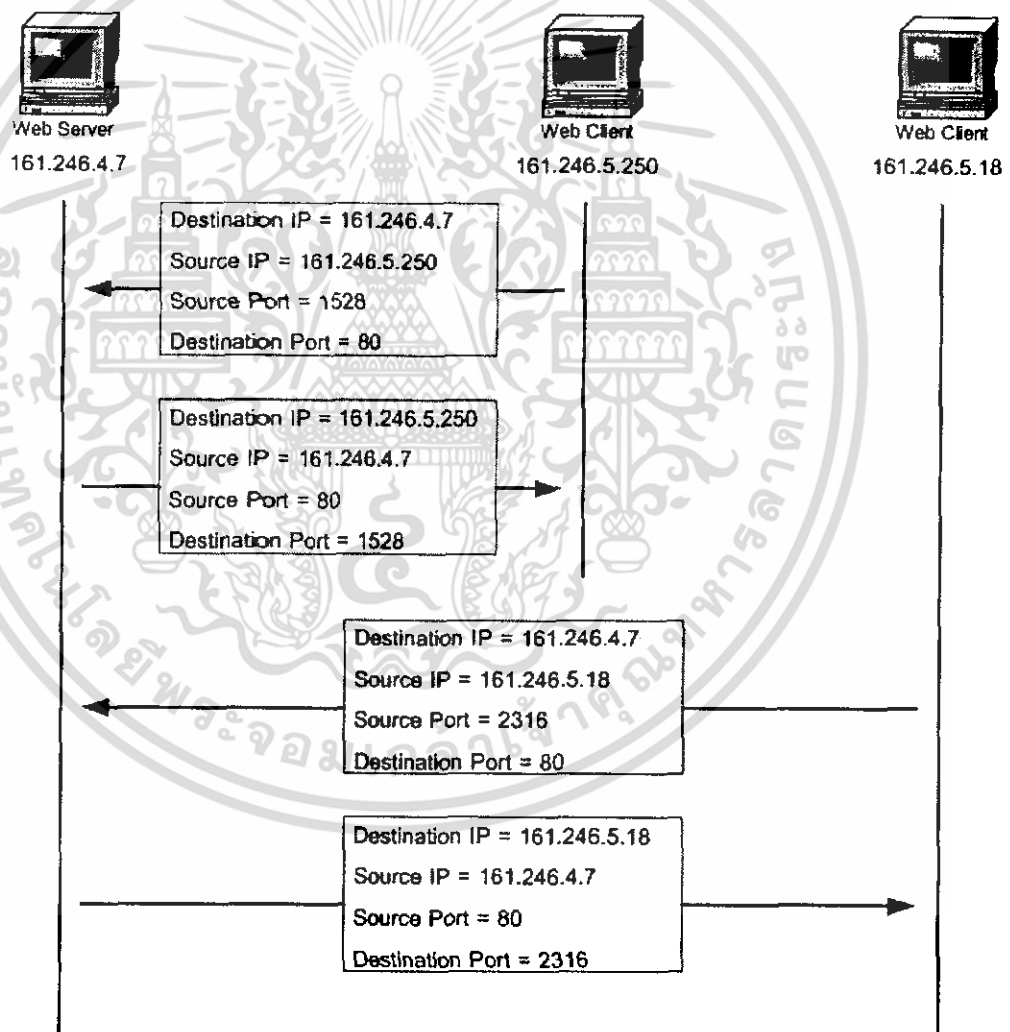 Web Server
161.246.4.7
Web Client
161.246.5.250
Web Client
161.246.5.18
Destination IP = 161.246.4.7
Source IP = 161.246.5.250
Source Port = 1528
Destination Port = 80
Destination IP = 161.246.5.250
Source IP = 161.246.4.7
Source Port = 80
Destination Port = 1528
Destination IP = 161.246.4.7
Source IP = 161.246.5.18
Source Port = 2316
Destination Port = 80
Destination IP = 161.246.5.18
Source IP = 161.246.4.7
Source Port = 80
Destination Port = 2316